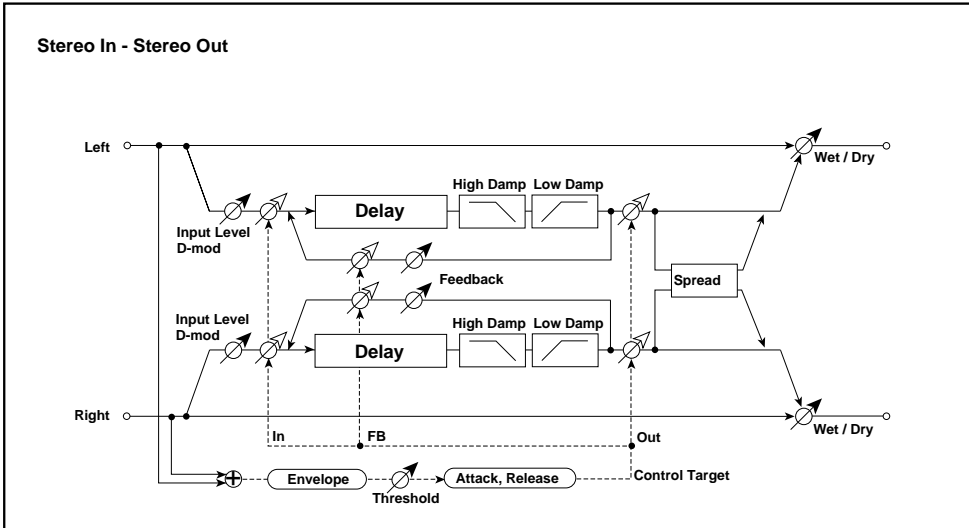 Stereo In - Stereo Out
Left
Wet / Dry
High Damp
Low Damp
Delay
Input Level
D-mod
Feedback
Spread
Input Level
D-mod
High Damp
Low Damp
Delay
Right
Wet / Dry
In
FB
Out
Control Target
Envelope
Threshold
Attack, Release